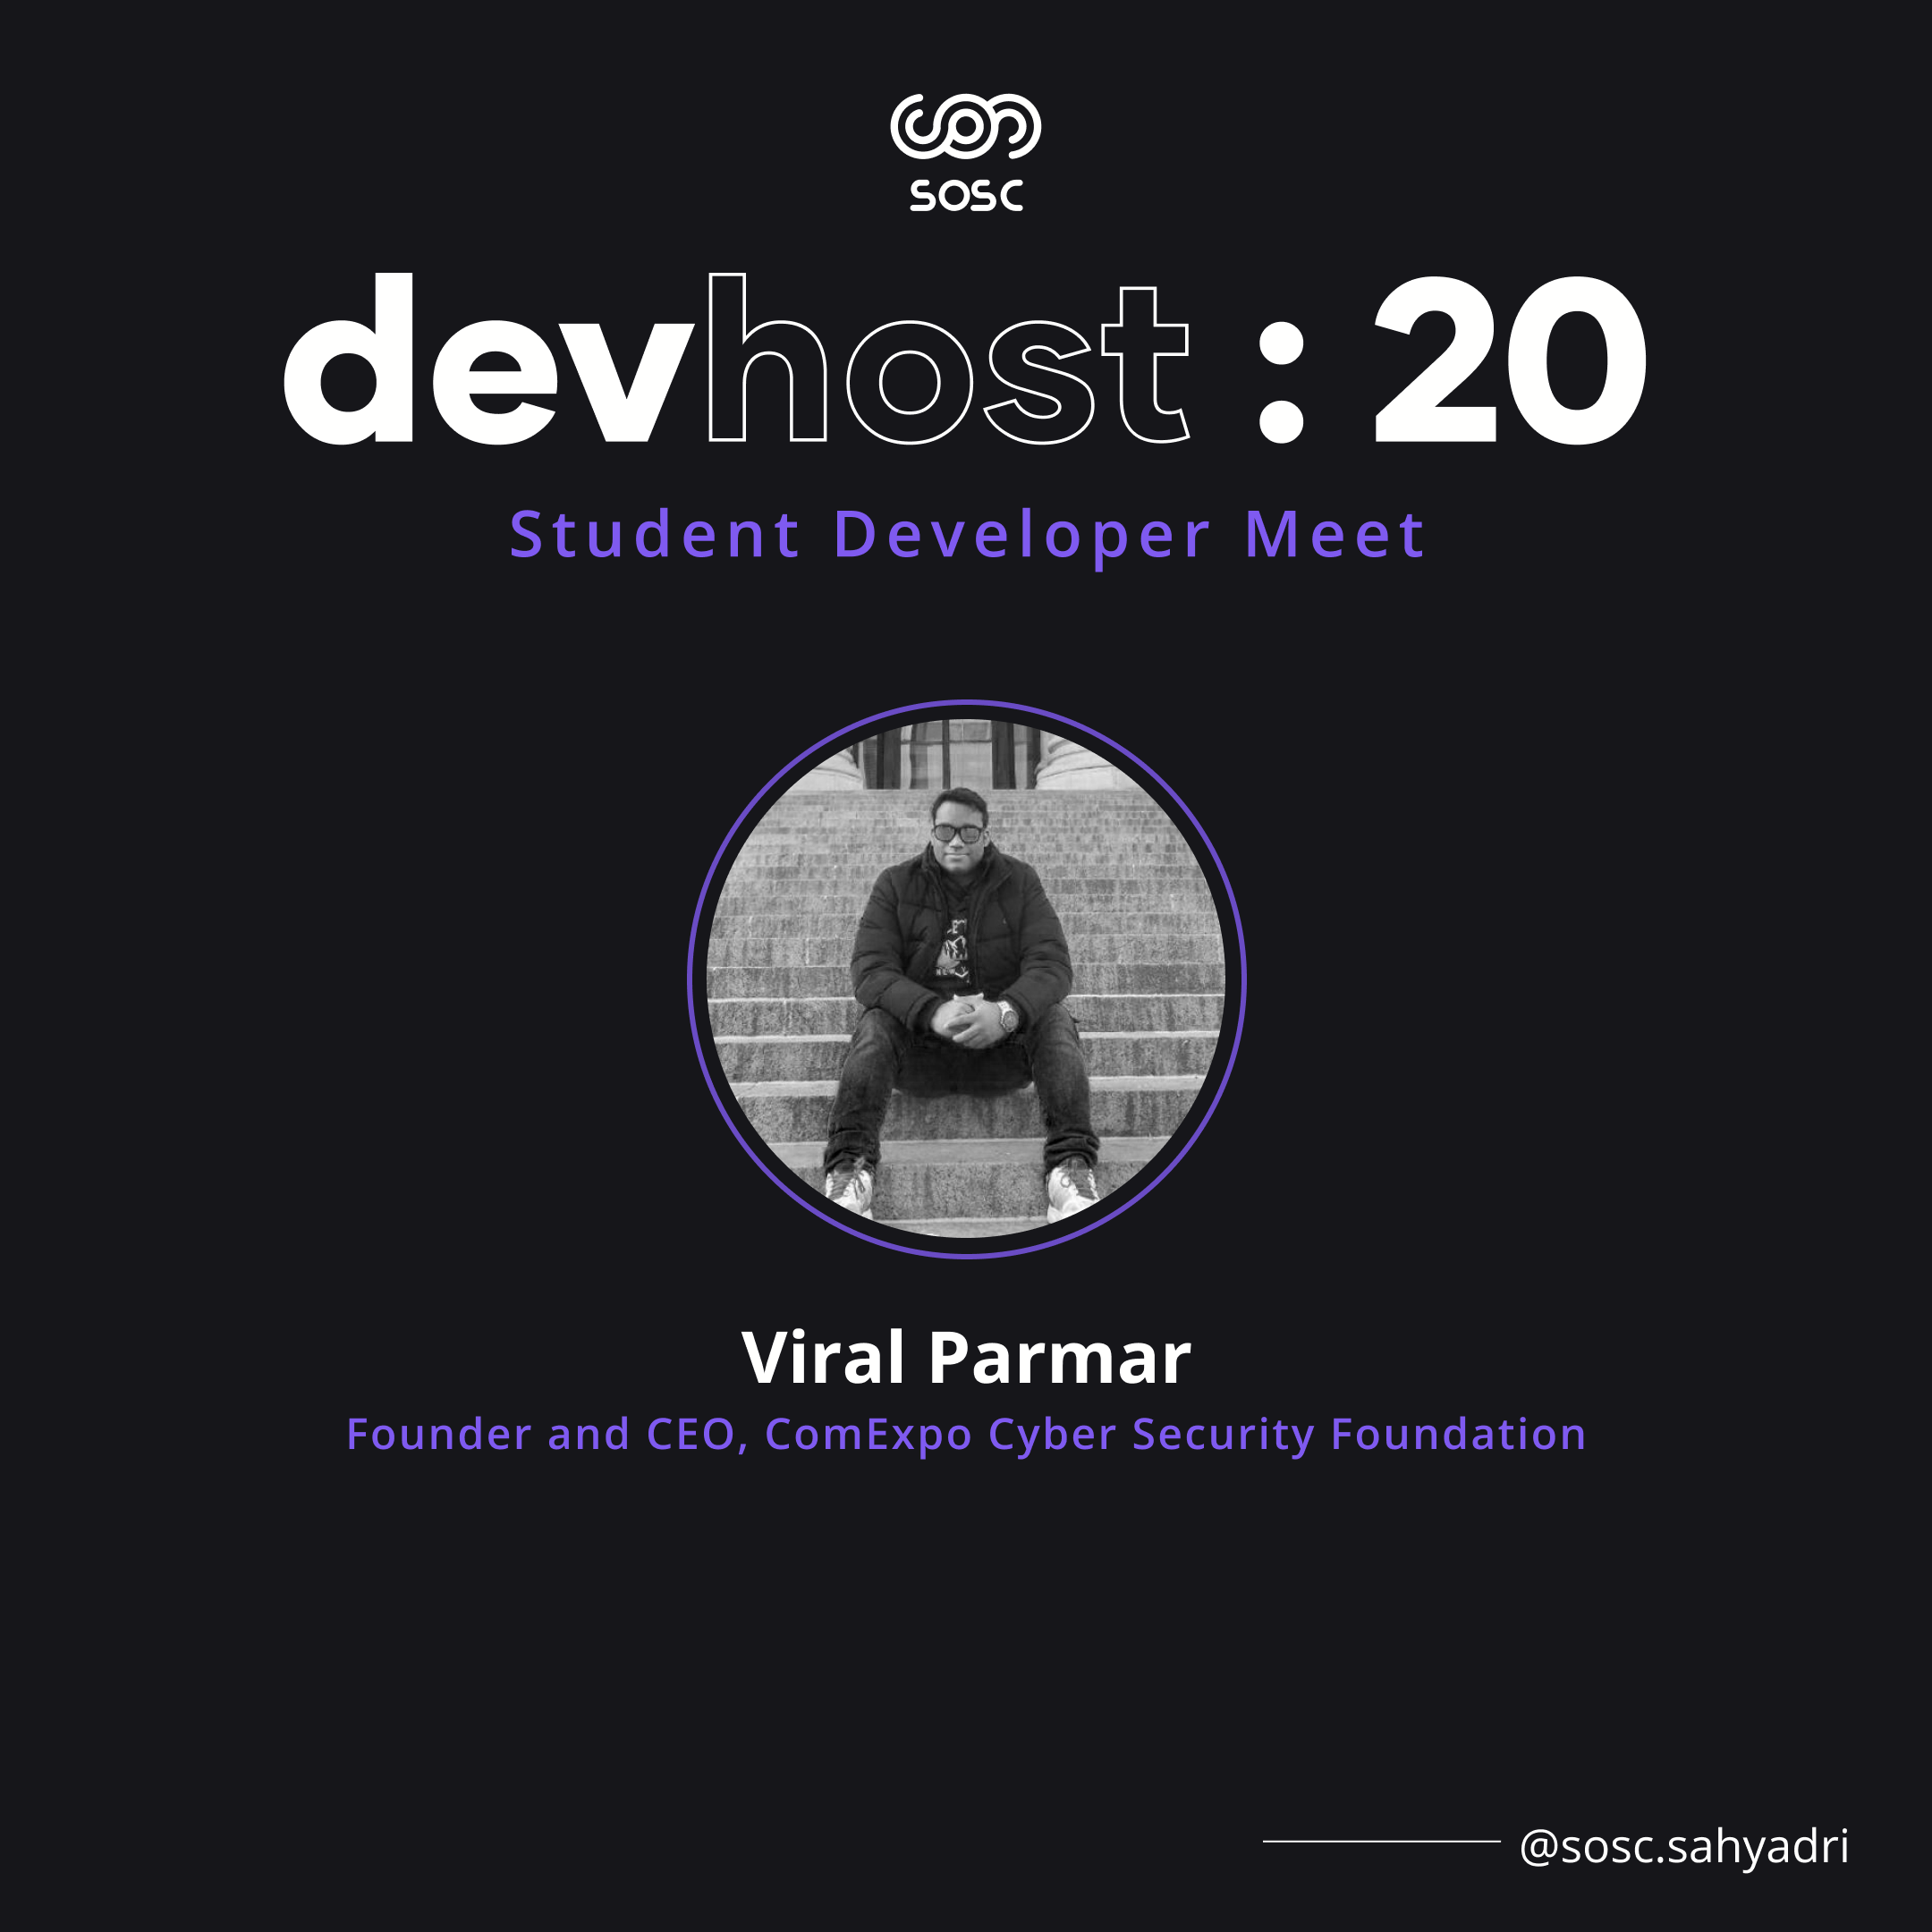 sosc
devhost : 20
Student Developer Meet
Viral Parmar
Founder and CEO, ComExpo Cyber Security Foundation
@sosc.sahyadri